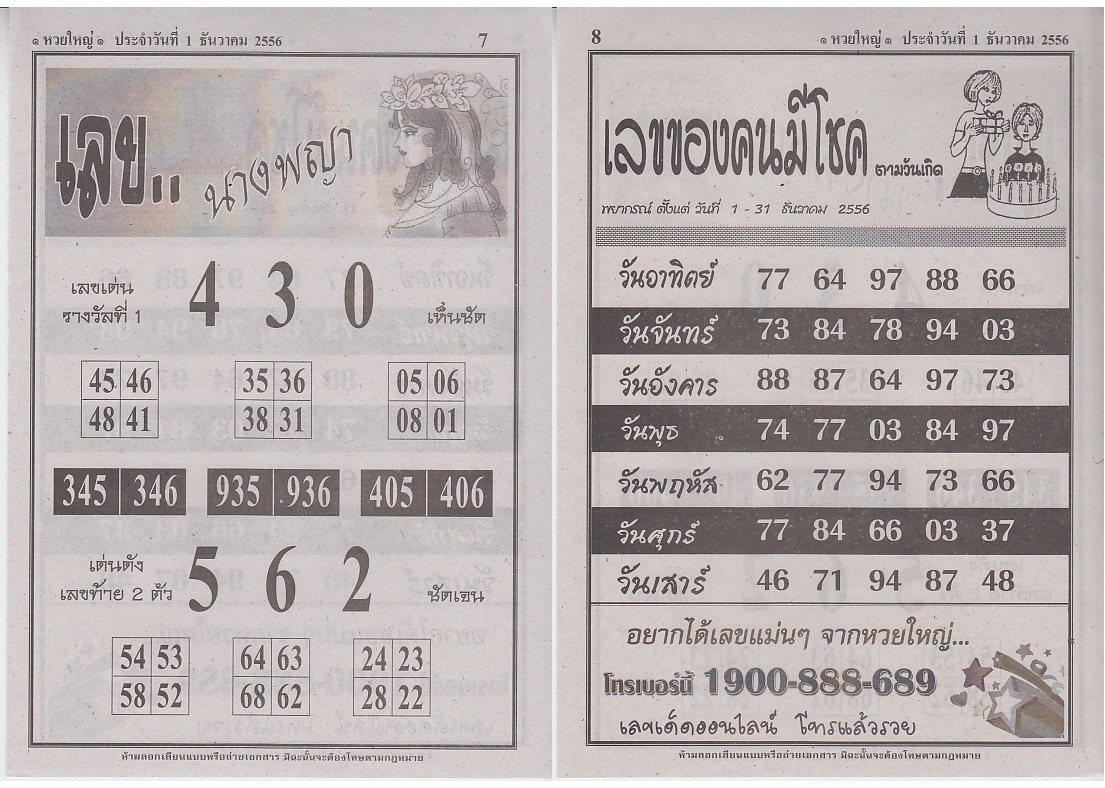 ๑ หวยใหญ่ ๑ ประจำวันที่ 1 ธันวาคม 2556
7
เลข.. นางพญา
เลขเด่น
รางวัลที่ 1
4 3 0
เห็นชัด
45 46 35 36 05 06
48 41 38 31 08 01
345 346 935 936 405 406
เด่นดัง
เลขท้าย 2 ตัว
5 6 2
ชัดเจน
54 53 64 63 24 23
58 52 68 62 28 22
ห้ามลอกเลียนแบบหรือถ่ายเอกสาร มิฉะนั้นจะต้องโทษตามกฎหมาย
8
๑ หวยใหญ่ ๑ ประจำวันที่ 1 ธันวาคม 2556
เลขของคนมีโชค ตามวันเกิด
พยากรณ์ ตั้งแต่ วันที่ 1 - 31 ธันวาคม 2556
วันอาทิตย์ 77 64 97 88 66
วันจันทร์ 73 84 78 94 03
วันอังคาร 88 87 64 97 73
วันพุธ 74 77 03 84 97
วันพฤหัส 62 77 94 73 66
วันศุกร์ 77 84 66 03 37
วันเสาร์ 46 71 94 87 48
อยากได้เลขแม่นๆ จากหวยใหญ่...
โทรเบอร์นี้ 1900-888-689
เลขเด็ดออนไลน์ โทรแล้วรวย
ห้ามลอกเลียนแบบหรือถ่ายเอกสาร มิฉะนั้นจะต้องโทษตามกฎหมาย